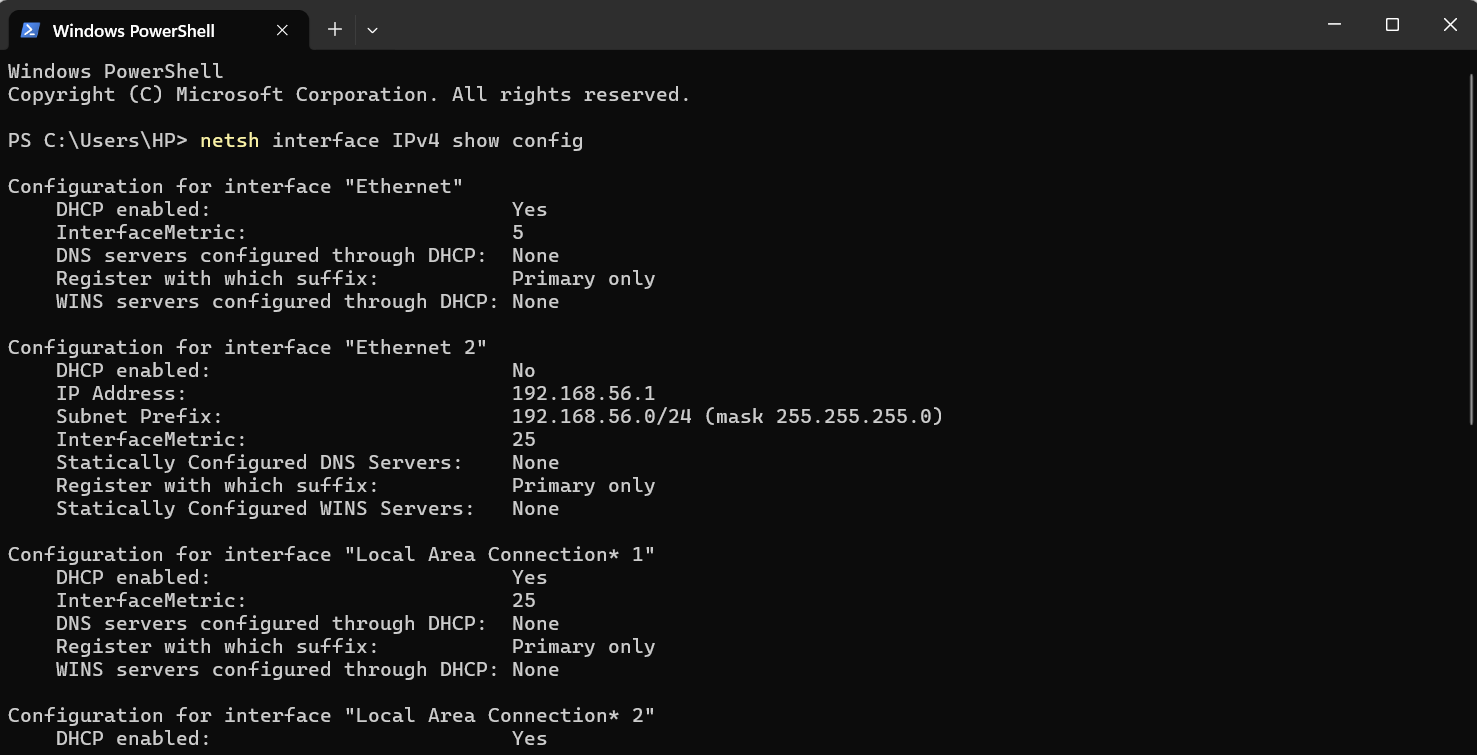 Windows PowerShell
Windows PowerShell
Copyright (C) Microsoft Corporation. All rights reserved.
PS C:\Users\HP> netsh interface IPv4 show config
Configuration for interface "Ethernet"
DHCP enabled: Yes
InterfaceMetric: 5
DNS servers configured through DHCP: None
Register with which suffix: Primary only
WINS servers configured through DHCP: None
Configuration for interface "Ethernet 2"
DHCP enabled: No
IP Address: 192.168.56.1
Subnet Prefix: 192.168.56.0/24 (mask 255.255.255.0)
InterfaceMetric: 25
Statically Configured DNS Servers: None
Register with which suffix: Primary only
Statically Configured WINS Servers: None
Configuration for interface "Local Area Connection* 1"
DHCP enabled: Yes
InterfaceMetric: 25
DNS servers configured through DHCP: None
Register with which suffix: Primary only
WINS servers configured through DHCP: None
Configuration for interface "Local Area Connection* 2"
DHCP enabled: Yes